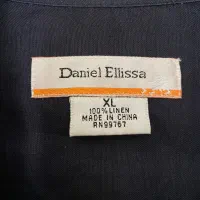 Daniel Ellissa
XL
100% LINEN
MADE IN CHINA
RN99767